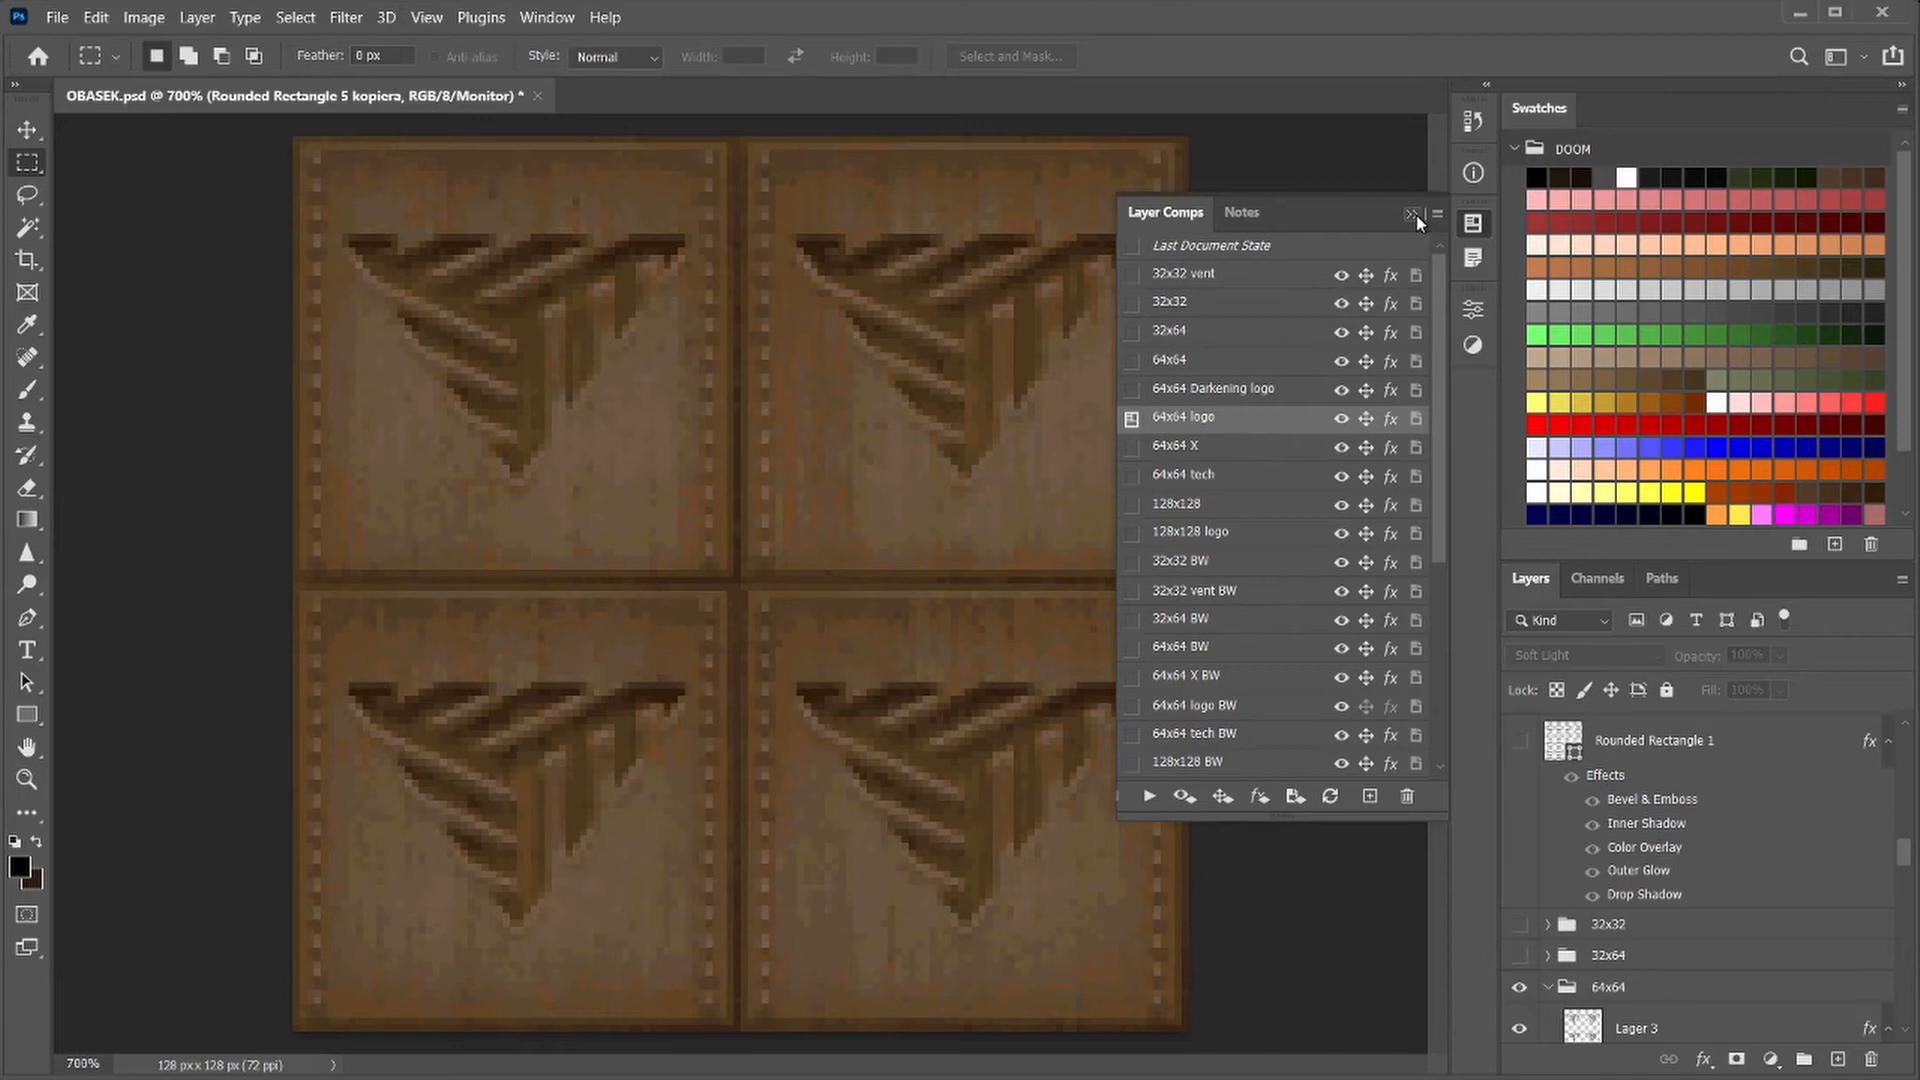 File Edit Image Layer Type Select Filter 3D View Plugins Window Help
Feather: 0 px Anti-alias Style: Normal Width: Height: Select and Mask...
OBASEK.psd @ 700% (Rounded Rectangle 5 kopiera, RGB/8/Monitor) *
Layer Comps Notes
Last Document State
32x32 vent
32x32
32x64
64x64
64x64 Darkening logo
64x64 logo
64x64 X
64x64 tech
128x128
128x128 logo
32x32 BW
32x32 vent BW
32x64 BW
64x64 BW
64x64 X BW
64x64 logo BW
64x64 tech BW
128x128 BW
Swatches
DOOM
Layers Channels Paths
Kind
Soft Light Opacity: 100%
Lock: Fill: 100%
Rounded Rectangle 1
Effects
Bevel & Emboss
Inner Shadow
Color Overlay
Outer Glow
Drop Shadow
32x32
32x64
64x64
Lager 3
700% 128 px x 128 px (72 ppi)